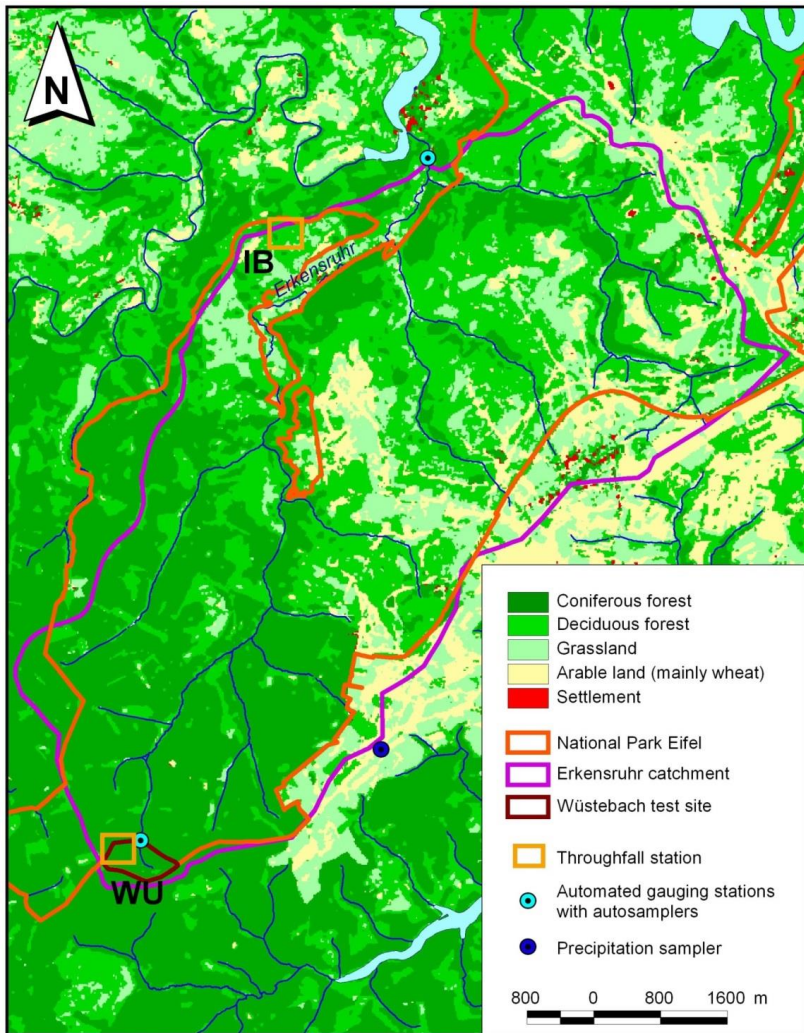 N
IB
Erkensruhr
WU
Coniferous forest
Deciduous forest
Grassland
Arable land (mainly wheat)
Settlement
National Park Eifel
Erkensruhr catchment
Wüstebach test site
Throughfall station
Automated gauging stations
with autosamplers
Precipitation sampler
800 0 800 1600 m